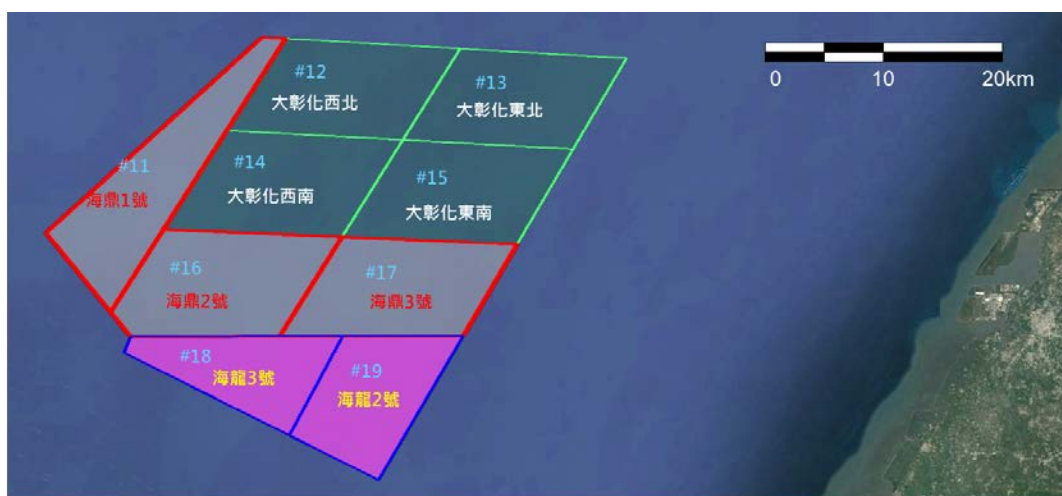 #12
大彰化西北
#13
大彰化東北
0 10 20km
#11
海鼎1號
#14
大彰化西南
#15
大彰化東南
#16
海鼎2號
#17
海鼎3號
#18
海龍3號
#19
海龍2號